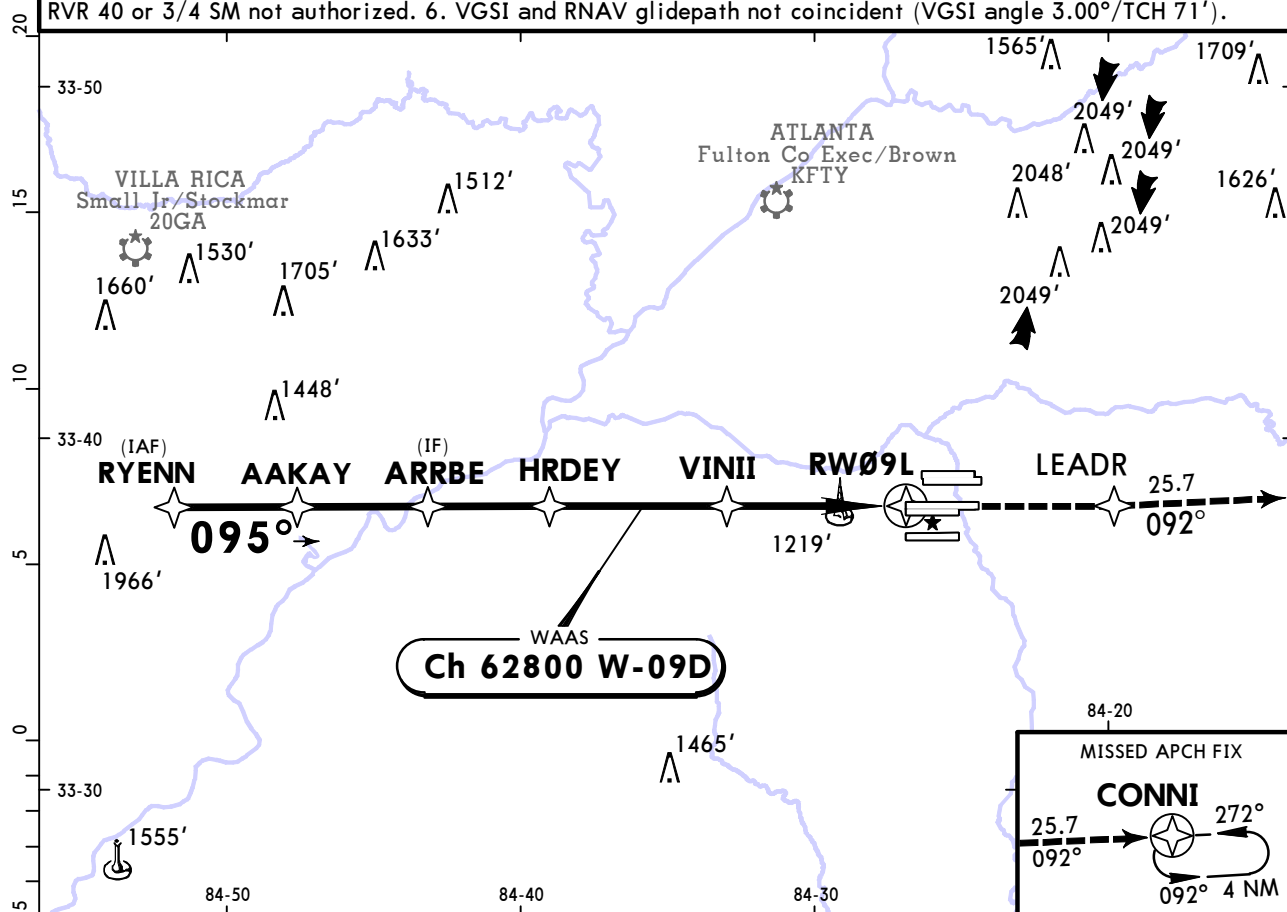 RVR 40 or 3/4 SM not authorized. 6. VGSI and RNAV glidepath not coincident (VGSI angle 3.00°/TCH 71').
20
33-50
1565'
1709'
2049'
ATLANTA
Fulton Co Exec/Brown
KFTY
2049'
VILLA RICA
Small Jr/Stockmar
20GA
1512'
2048'
1626'
15
2049'
1530'
1633'
1705'
1660'
2049'
10
1448'
33-40
(IAF)
RYENN
AAKAY
(IF)
ARRBE
HRDEY
VINII
RWØ9L
LEADR
25.7
092°
095°
1219'
5
1966'
WAAS
Ch 62800 W-09D
84-20
0
1465'
MISSED APCH FIX
CONNI
33-30
25.7
092°
272°
092° 4 NM
1555'
5
84-50
84-40
84-30